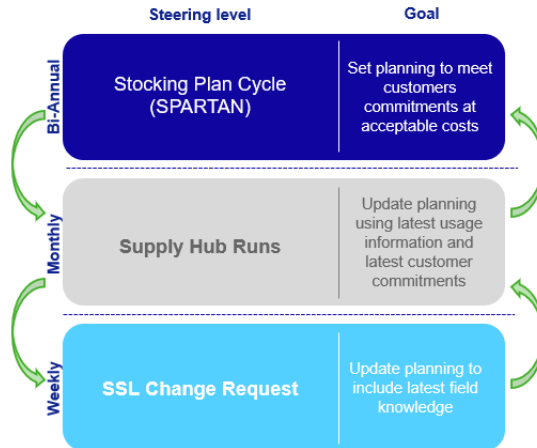 Steering level
Goal
Bi-Annual
Stocking Plan Cycle
(SPARTAN)
Set planning to meet
customers
commitments at
acceptable costs
Monthly
Supply Hub Runs
Update planning
using latest usage
information and
latest customer
commitments
Weekly
SSL Change Request
Update planning to
include latest field
knowledge